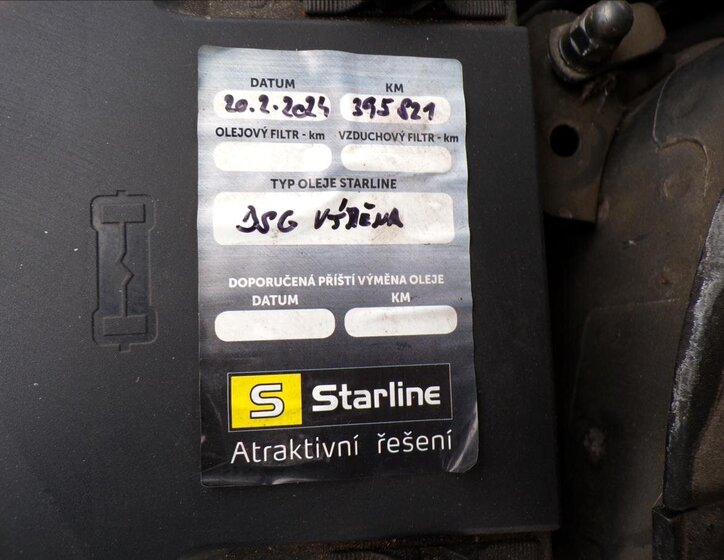 DATUM KM
20.2.2024 395821
OLEJOVÝ FILTR - km VZDUCHOVÝ FILTR - km
TYP OLEJE STARLINE
DSG VÝMĚNA
DOPORUČENÁ PŘÍŠTÍ VÝMĚNA OLEJE
DATUM KM
S Starline
Atraktivní řešení